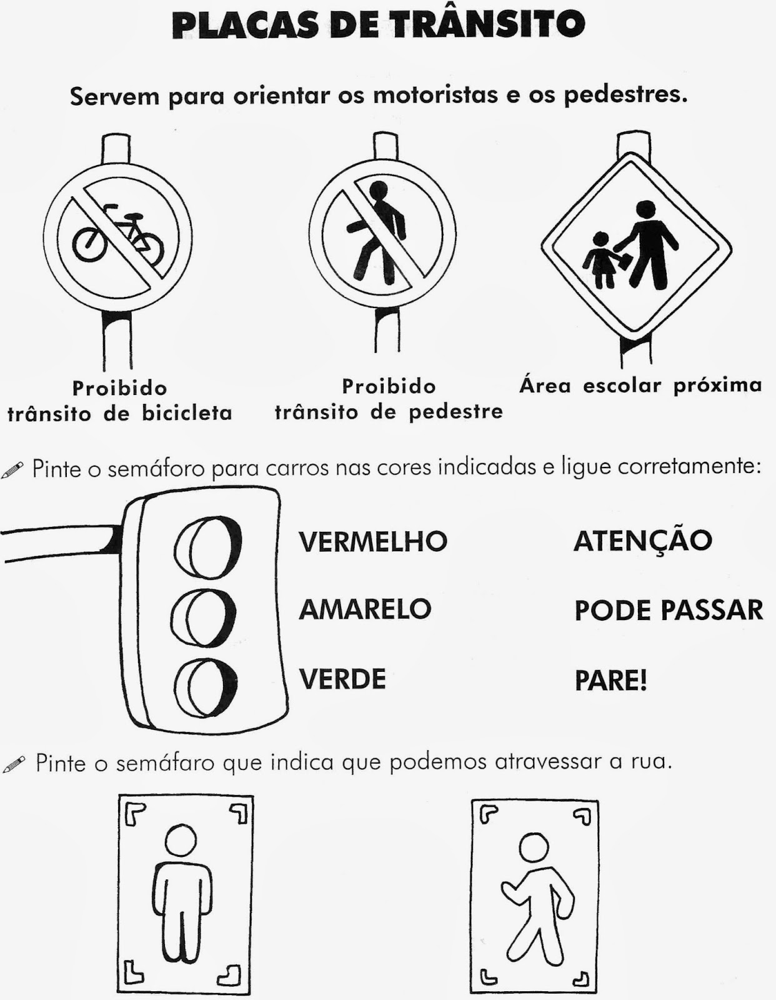 PLACAS DE TRÂNSITO
Servem para orientar os motoristas e os pedestres.
Proibido
trânsito de bicicleta
Proibido
trânsito de pedestre
Área escolar próxima
Pinte o semáforo para carros nas cores indicadas e ligue corretamente:
VERMELHO
ATENÇÃO
AMARELO
PODE PASSAR
VERDE
PARE!
Pinte o semáfaro que indica que podemos atravessar a rua.